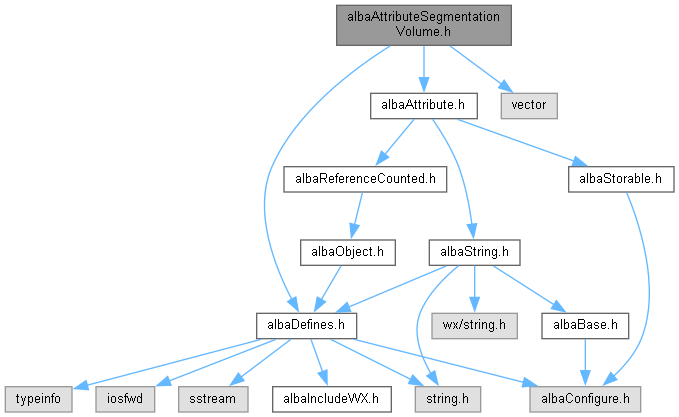 albaAttributeSegmentation
Volume.h
albaAttribute.h
vector
albaReferenceCounted.h
albaStorable.h
albaObject.h
albaString.h
albaDefines.h
wx/string.h
albaBase.h
typeinfo
iosfwd
sstream
albaIncludeWX.h
string.h
albaConfigure.h